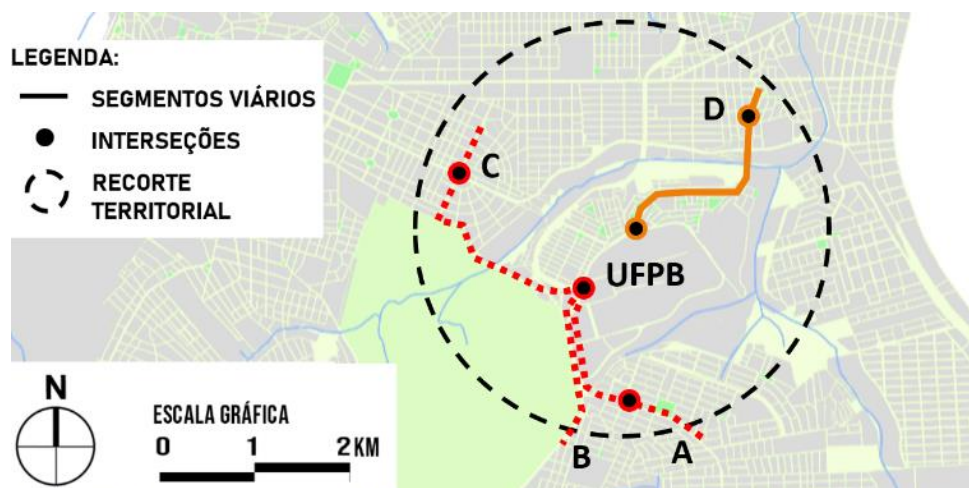 LEGENDA:
SEGMENTOS VIÁRIOS
INTERSEÇÕES
RECORTE
TERRITORIAL
D
C
UFPB
N
ESCALA GRÁFICA
0 1 2 KM
B
A